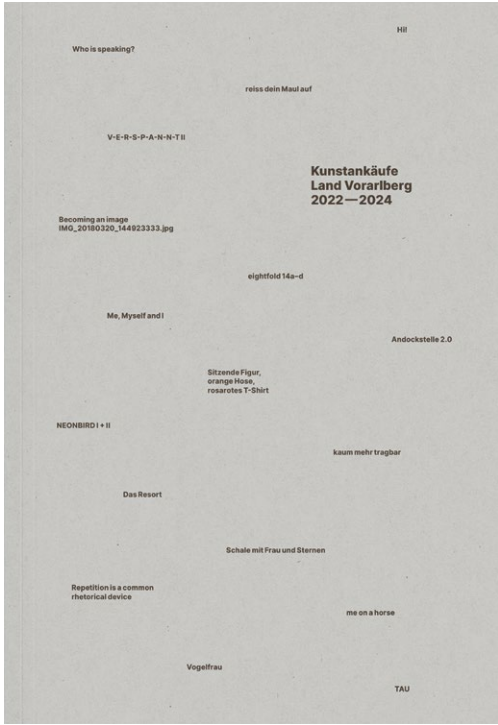 Hi!
Who is speaking?
reiss dein Maul auf
V-E-R-S-P-A-N-N-T II
Kunstankäufe
Land Vorarlberg
2022—2024
Becoming an image
IMG_20180320_144923333.jpg
eightfold 14a–d
Me, Myself and I
Andockstelle 2.0
Sitzende Figur,
orange Hose,
rosarotes T-Shirt
NEONBIRD I + II
kaum mehr tragbar
Das Resort
Schale mit Frau und Sternen
Repetition is a common
rhetorical device
me on a horse
Vogelfrau
TAU